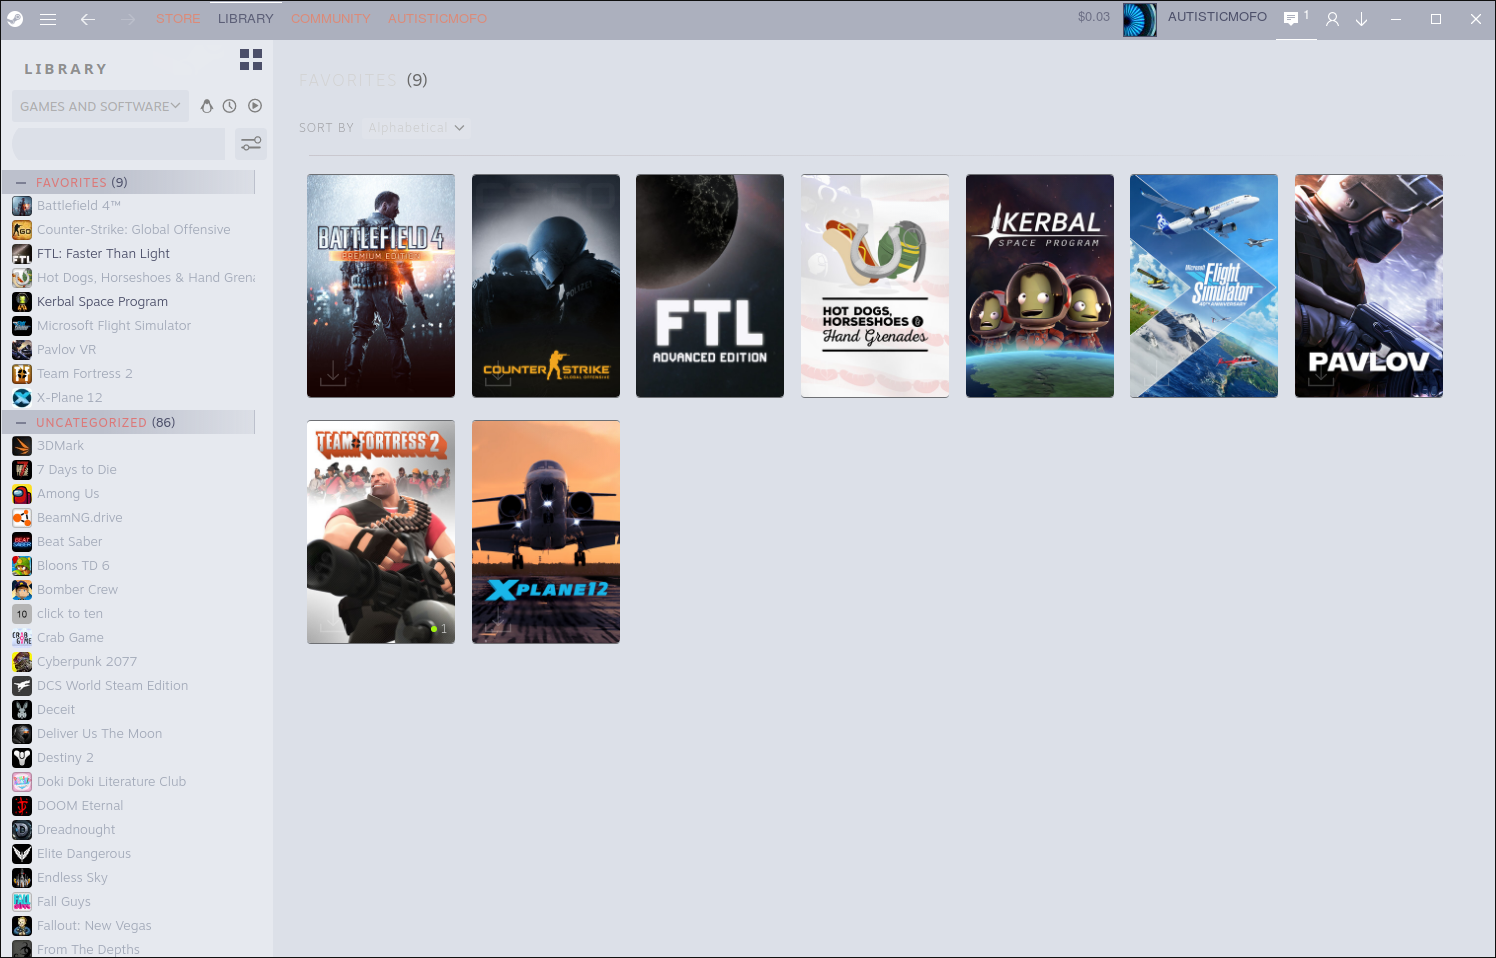 STORE LIBRARY COMMUNITY AUTISTICMOFO
$0.03 AUTISTICMOFO 1
LIBRARY
GAMES AND SOFTWARE
— FAVORITES (9)
Battlefield 4™
Counter-Strike: Global Offensive
FTL: Faster Than Light
Hot Dogs, Horseshoes & Hand Grena
Kerbal Space Program
Microsoft Flight Simulator
Pavlov VR
Team Fortress 2
X-Plane 12
— UNCATEGORIZED (86)
3DMark
7 Days to Die
Among Us
BeamNG.drive
Beat Saber
Bloons TD 6
Bomber Crew
10 click to ten
Crab Game
Cyberpunk 2077
DCS World Steam Edition
Deceit
Deliver Us The Moon
Destiny 2
Doki Doki Literature Club
DOOM Eternal
Dreadnought
Elite Dangerous
Endless Sky
Fall Guys
Fallout: New Vegas
From The Depths
FAVORITES (9)
SORT BY Alphabetical
BATTLEFIELD 4
PREMIUM EDITION
POLIZEI
COUNTER STRIKE
GLOBAL OFFENSIVE
FTL
ADVANCED EDITION
HOT DOGS,
HORSESHOES &
Hand Grenades
KERBAL
SPACE PROGRAM
Microsoft
Flight
Simulator
40TH ANNIVERSARY
PAVLOV
TEAM FORTRESS 2
1
X PLANE 12